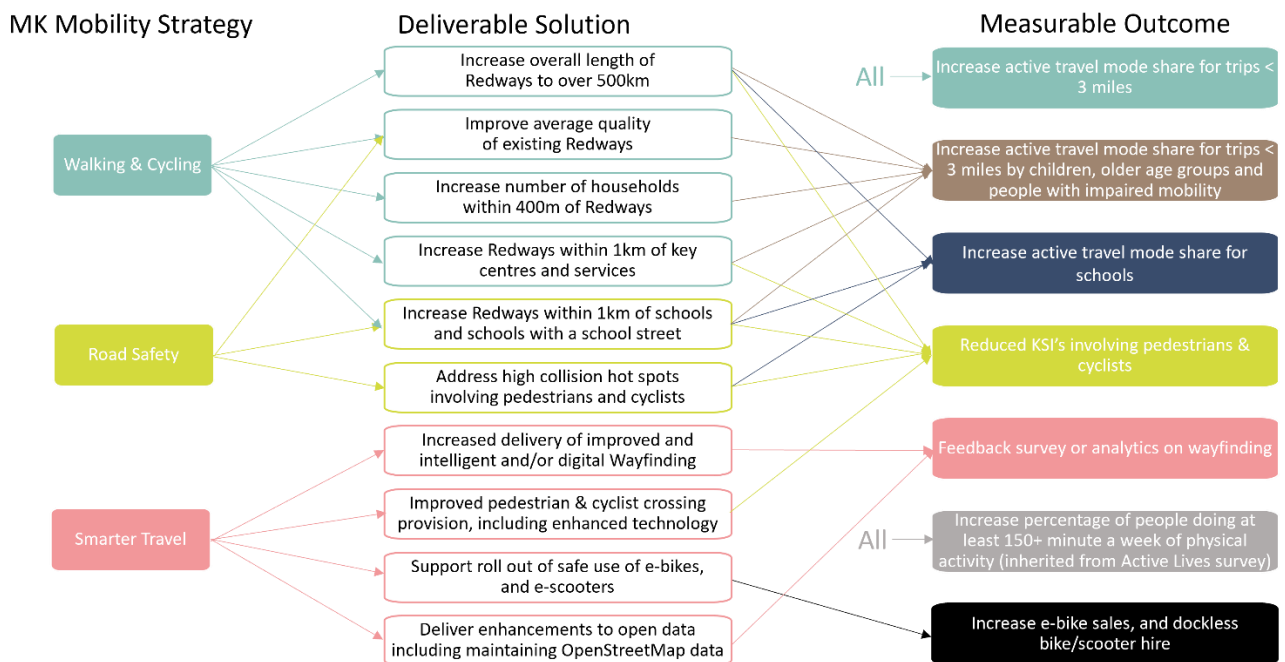 MK Mobility Strategy
Deliverable Solution
Measurable Outcome
Walking & Cycling
Road Safety
Smarter Travel
Increase overall length of
Redways to over 500km
Improve average quality
of existing Redways
Increase number of households
within 400m of Redways
Increase Redways within 1km of key
centres and services
Increase Redways within 1km of schools
and schools with a school street
Address high collision hot spots
involving pedestrians and cyclists
Increased delivery of improved and
intelligent and/or digital Wayfinding
Improved pedestrian & cyclist crossing
provision, including enhanced technology
Support roll out of safe use of e-bikes,
and e-scooters
Deliver enhancements to open data
including maintaining OpenStreetMap data
All
Increase active travel mode share for trips <
3 miles
Increase active travel mode share for trips <
3 miles by children, older age groups and
people with impaired mobility
Increase active travel mode share for
schools
Reduced KSI's involving pedestrians &
cyclists
Feedback survey or analytics on wayfinding
All
Increase percentage of people doing at
least 150+ minute a week of physical
activity (inherited from Active Lives survey)
Increase e-bike sales, and dockless
bike/scooter hire